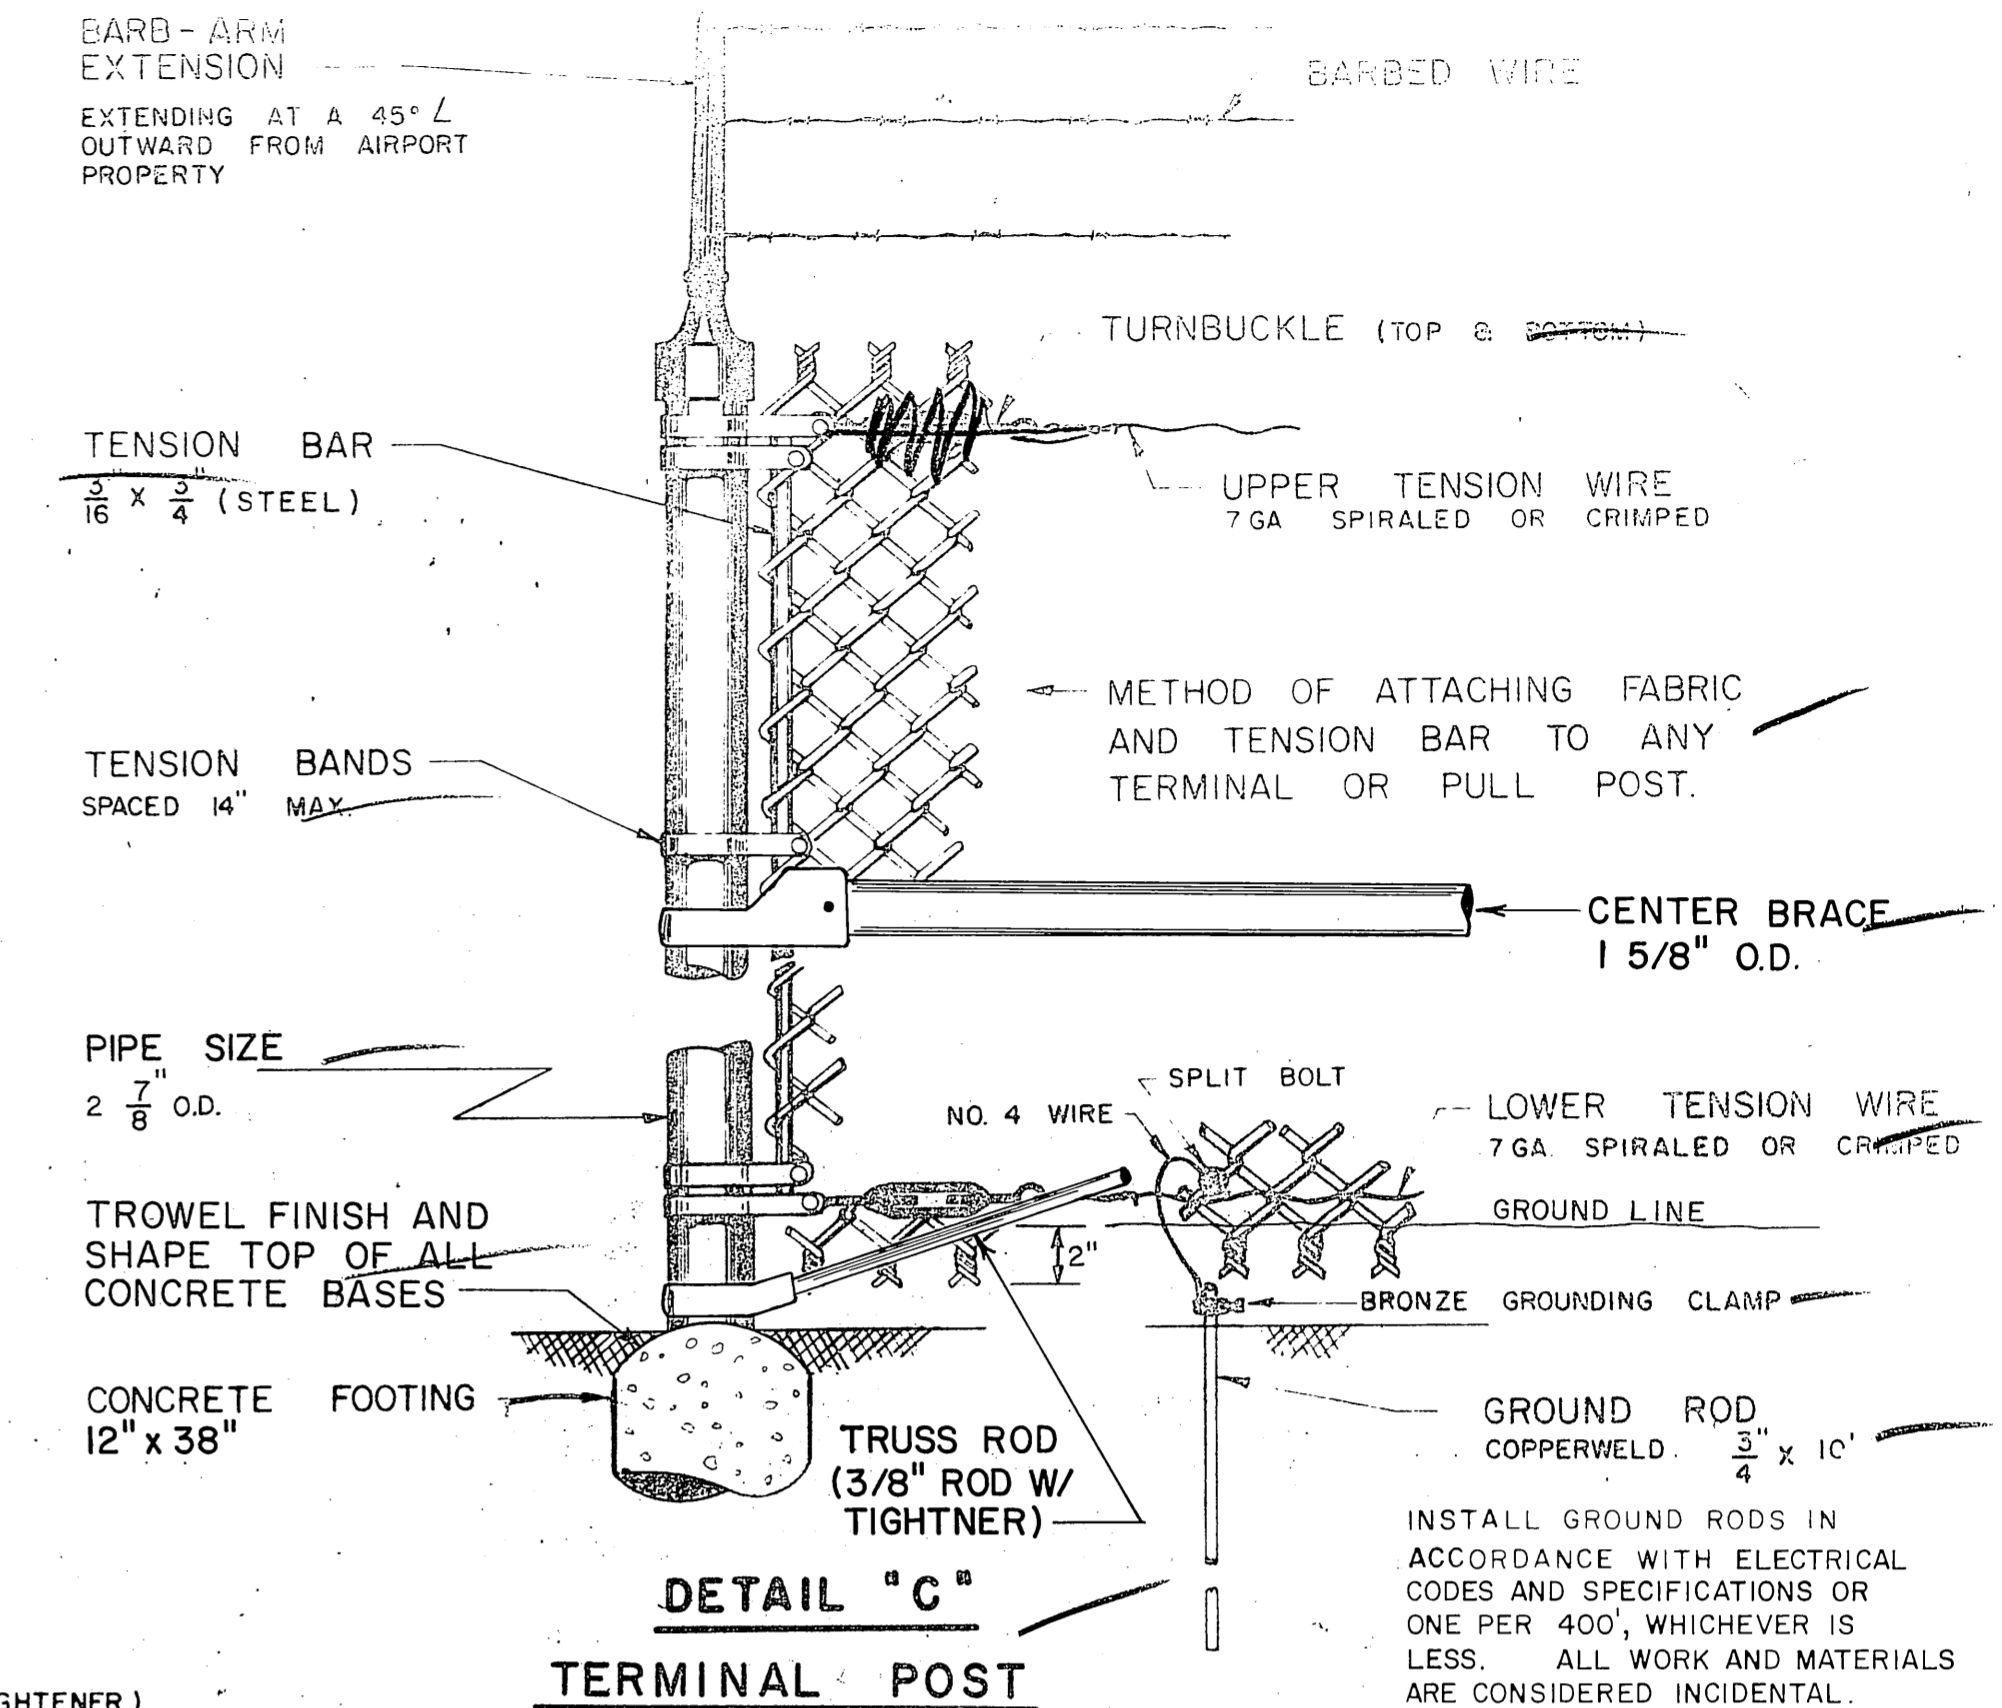 BARB-ARM
EXTENSION
EXTENDING AT A 45° ∠
OUTWARD FROM AIRPORT
PROPERTY
BARBED WIRE
TURNBUCKLE (TOP & BOTTOM)
TENSION BAR
3/16" X 3/4" (STEEL)
UPPER TENSION WIRE
7 GA SPIRALED OR CRIMPED
METHOD OF ATTACHING FABRIC
AND TENSION BAR TO ANY
TERMINAL OR PULL POST.
TENSION BANDS
SPACED 14" MAX.
CENTER BRACE
1 5/8" O.D.
PIPE SIZE
2 7/8" O.D.
SPLIT BOLT
NO. 4 WIRE
LOWER TENSION WIRE
7 GA. SPIRALED OR CRIMPED
GROUND LINE
TROWEL FINISH AND
SHAPE TOP OF ALL
CONCRETE BASES
2"
BRONZE GROUNDING CLAMP
CONCRETE FOOTING
12" x 38"
TRUSS ROD
(3/8" ROD W/
TIGHTNER)
GROUND ROD
COPPERWELD. 3/4" x 10'
INSTALL GROUND RODS IN
ACCORDANCE WITH ELECTRICAL
CODES AND SPECIFICATIONS OR
ONE PER 400', WHICHEVER IS
LESS. ALL WORK AND MATERIALS
ARE CONSIDERED INCIDENTAL.
DETAIL "C"
TERMINAL POST
GHTENER)